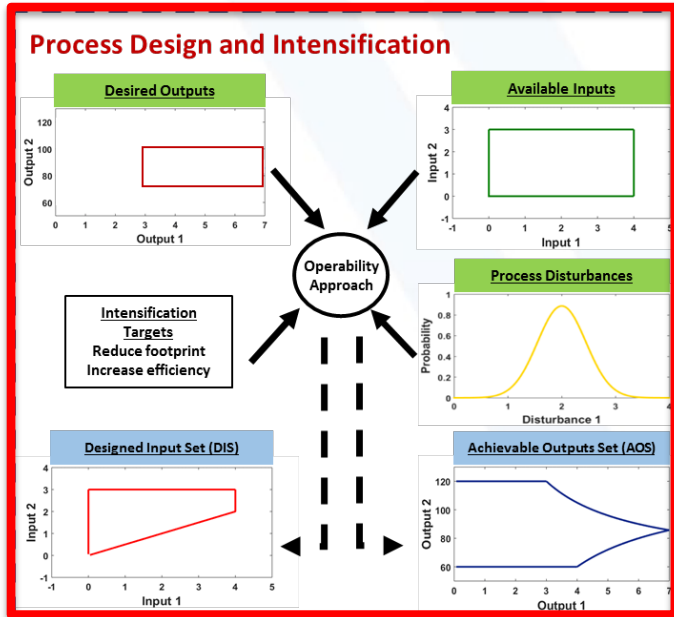 Process Design and Intensification
Desired Outputs
120
100
80
60
Output 2
0 1 2 3 4 5 6 7
Output 1
Available Inputs
4
3
2
1
0
-1
Input 2
-1 0 1 2 3 4 5
Input 1
Operability
Approach
Intensification
Targets
Reduce footprint
Increase efficiency
Process Disturbances
1
0.8
0.6
0.4
0.2
0
Probability
0 1 2 3 4
Disturbance 1
Designed Input Set (DIS)
4
3
2
1
0
-1
Input 2
-1 0 1 2 3 4 5
Input 1
Achievable Outputs Set (AOS)
120
100
80
60
Output 2
0 1 2 3 4 5 6 7
Output 1